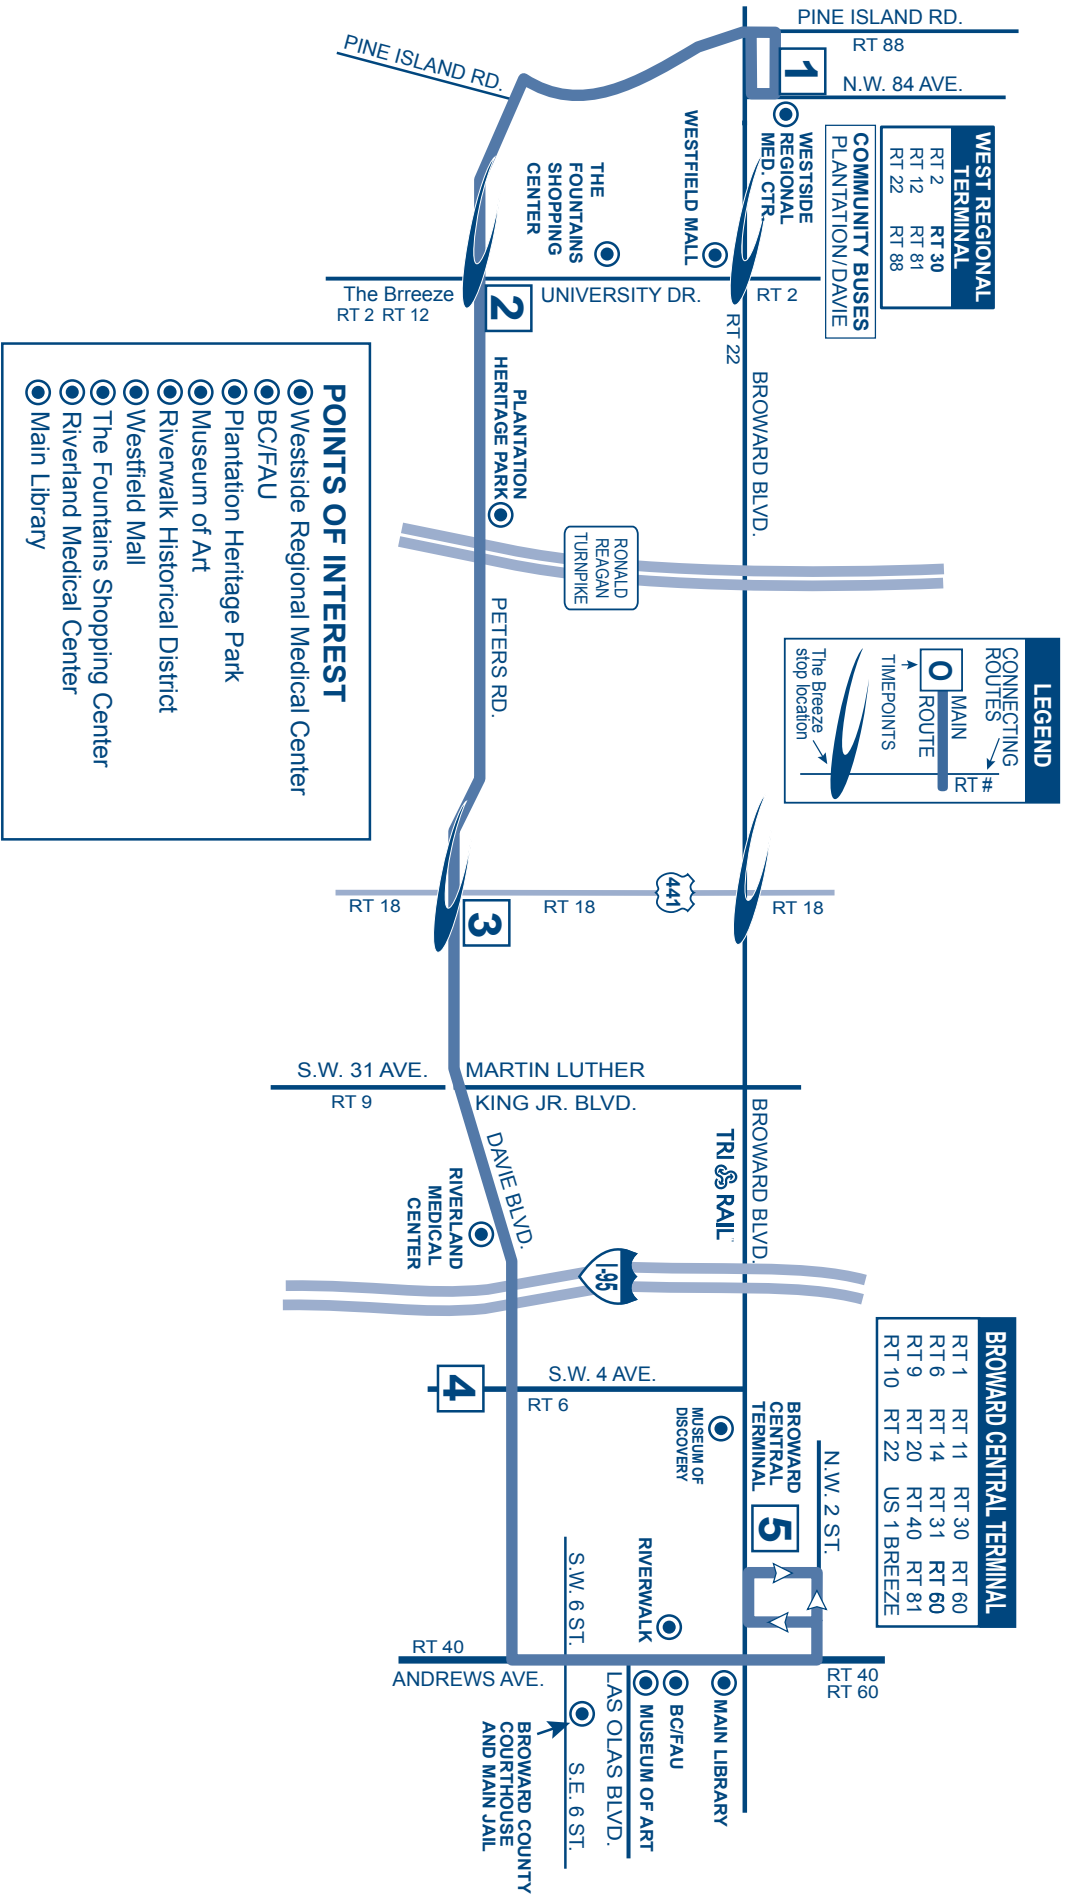 PINE ISLAND RD.
RT 88
N.W. 84 AVE.
1
PINE ISLAND RD.
WESTSIDE
REGIONAL
MED. CTR.
WESTFIELD MALL
THE
FOUNTAINS
SHOPPING
CENTER
WEST REGIONAL
TERMINAL
RT 2 RT 30
RT 12 RT 81
RT 22 RT 88
COMMUNITY BUSES
PLANTATION/DAVIE
The Brreeze
RT 2 RT 12
UNIVERSITY DR.
RT 2
RT 22
2
BROWARD BLVD.
PLANTATION
HERITAGE PARK
RONALD
REAGAN
TURNPIKE
PETERS RD.
LEGEND
CONNECTING
ROUTES
RT #
MAIN
ROUTE
0
TIMEPOINTS
The Breeze
stop location
POINTS OF INTEREST
Westside Regional Medical Center
BC/FAU
Plantation Heritage Park
Museum of Art
Riverwalk Historical District
Westfield Mall
The Fountains Shopping Center
Riverland Medical Center
Main Library
RT 18
RT 18
441
RT 18
3
S.W. 31 AVE.
MARTIN LUTHER
RT 9
KING JR. BLVD.
BROWARD BLVD.
TRI RAIL
DAVIE BLVD.
RIVERLAND
MEDICAL
CENTER
I-95
BROWARD CENTRAL TERMINAL
RT 1 RT 11 RT 30 RT 60
RT 6 RT 14 RT 31 RT 60
RT 9 RT 20 RT 40 RT 81
RT 10 RT 22 US 1 BREEZE
4
S.W. 4 AVE.
RT 6
MUSEUM OF
DISCOVERY
BROWARD
CENTRAL
TERMINAL
5
N.W. 2 ST.
RIVERWALK
S.W. 6 ST.
RT 40
ANDREWS AVE.
RT 40
RT 60
MAIN LIBRARY
BC/FAU
MUSEUM OF ART
LAS OLAS BLVD.
S.E. 6 ST.
BROWARD COUNTY
COURTHOUSE
AND MAIN JAIL